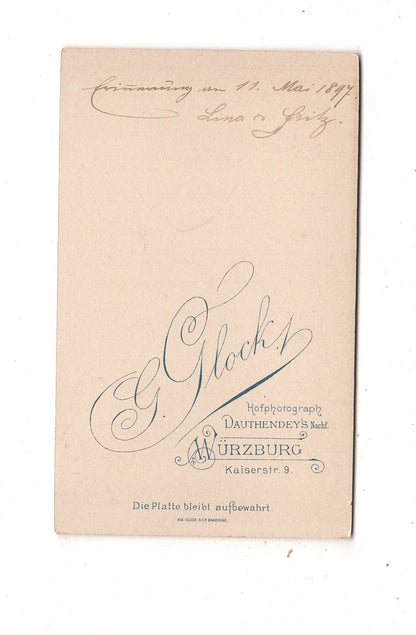 Erinnerung an 11. Mai 1897.
Lina & Fritz.
G. Glock,
Hofphotograph
DAUTHENDEY'S Nachf.
WÜRZBURG
Kaiserstr. 9.
Die Platte bleibt aufbewahrt.